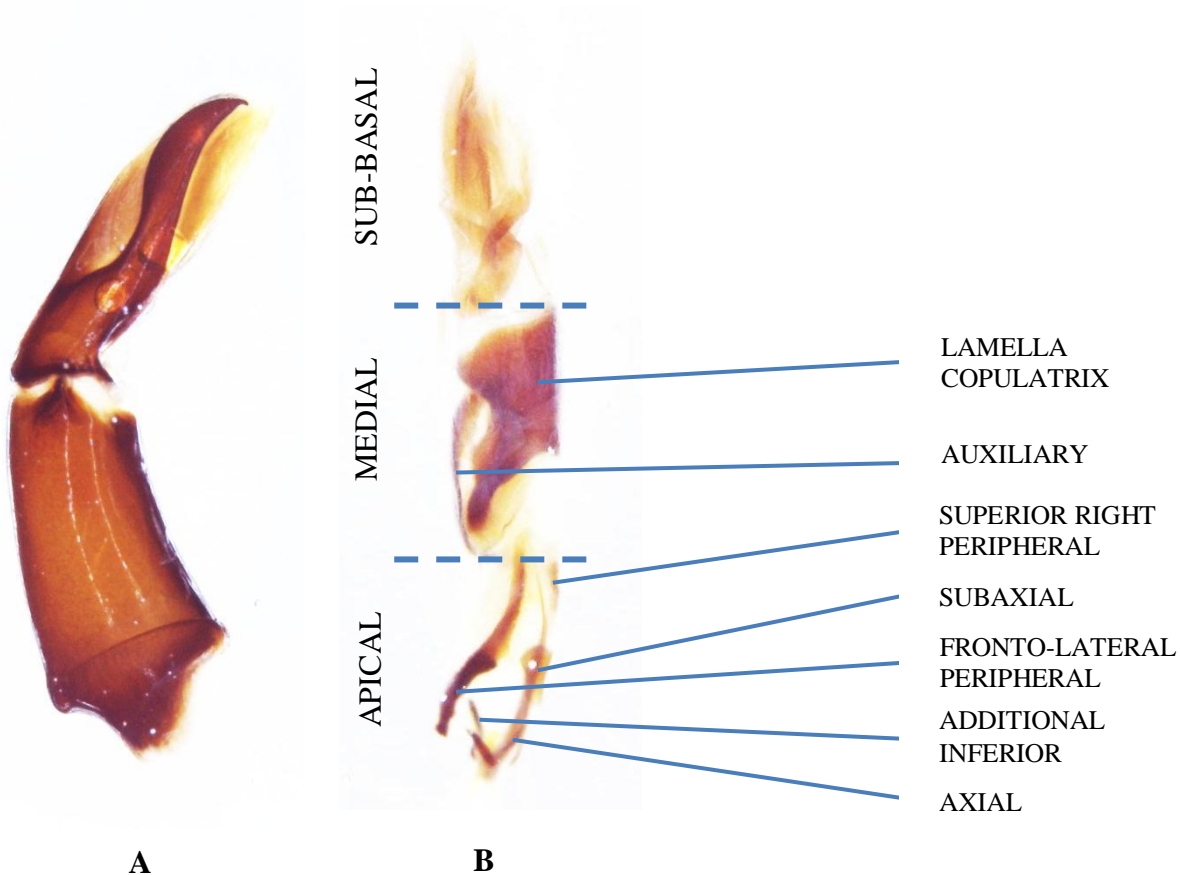 SUB-BASAL
MEDIAL
APICAL
LAMELLA
COPULATRIX
AUXILIARY
SUPERIOR RIGHT
PERIPHERAL
SUBAXIAL
FRONTO-LATERAL
PERIPHERAL
ADDITIONAL
INFERIOR
AXIAL
A
B